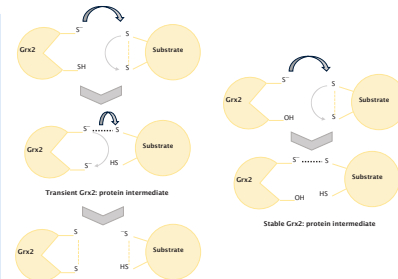 S⁻ S
Grx2 Substrate
SH S
S⁻ S
Grx2 Substrate
S⁻ HS
Transient Grx2: protein intermediate
S ⁻S
Grx2 Substrate
S HS
S⁻ S
Grx2 Substrate
OH S
S⁻ S
Grx2 Substrate
OH HS
Stable Grx2: protein intermediate